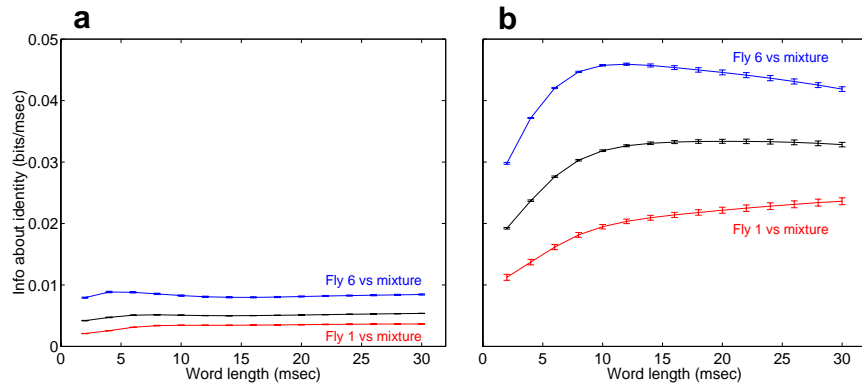 a
b
Info about identity (bits/msec)
0.05
0.04
0.03
0.02
0.01
0
Fly 6 vs mixture
Fly 1 vs mixture
0 5 10 15 20 25 30
Word length (msec)
Fly 6 vs mixture
Fly 1 vs mixture
0 5 10 15 20 25 30
Word length (msec)